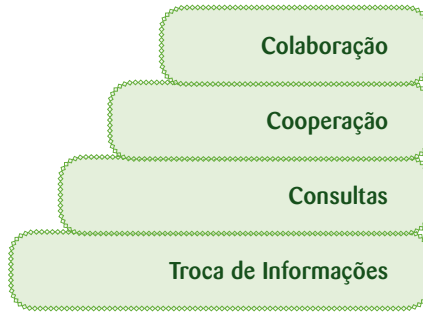 Colaboração
Cooperação
Consultas
Troca de Informações